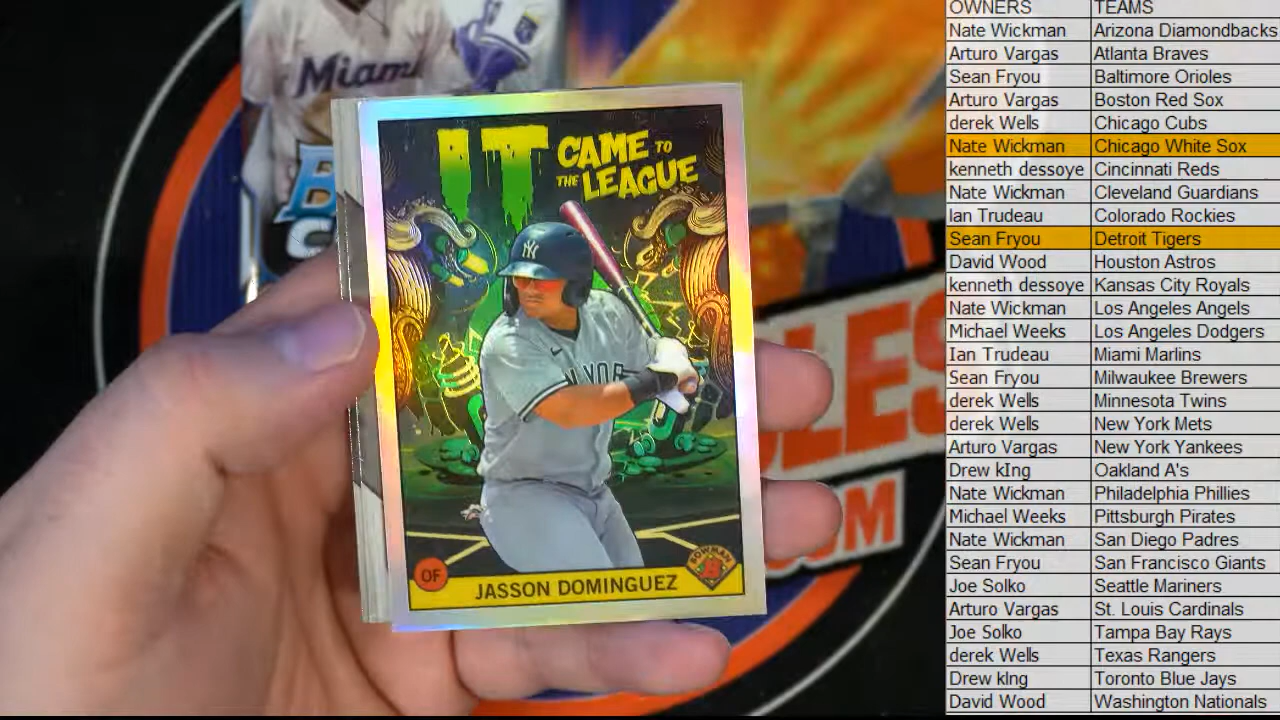 OWNERS TEAMS
Nate Wickman Arizona Diamondbacks
Arturo Vargas Atlanta Braves
Sean Fryou Baltimore Orioles
Arturo Vargas Boston Red Sox
derek Wells Chicago Cubs
Nate Wickman Chicago White Sox
kenneth dessoye Cincinnati Reds
Nate Wickman Cleveland Guardians
Ian Trudeau Colorado Rockies
Sean Fryou Detroit Tigers
David Wood Houston Astros
kenneth dessoye Kansas City Royals
Nate Wickman Los Angeles Angels
Michael Weeks Los Angeles Dodgers
Ian Trudeau Miami Marlins
Sean Fryou Milwaukee Brewers
derek Wells Minnesota Twins
derek Wells New York Mets
Arturo Vargas New York Yankees
Drew kIng Oakland A's
Nate Wickman Philadelphia Phillies
Michael Weeks Pittsburgh Pirates
Nate Wickman San Diego Padres
Sean Fryou San Francisco Giants
Joe Solko Seattle Mariners
Arturo Vargas St. Louis Cardinals
Joe Solko Tampa Bay Rays
derek Wells Texas Rangers
Drew kIng Toronto Blue Jays
David Wood Washington Nationals
IT CAME TO
THE LEAGUE
NY
OF
JASSON DOMINGUEZ
BOWMAN
B